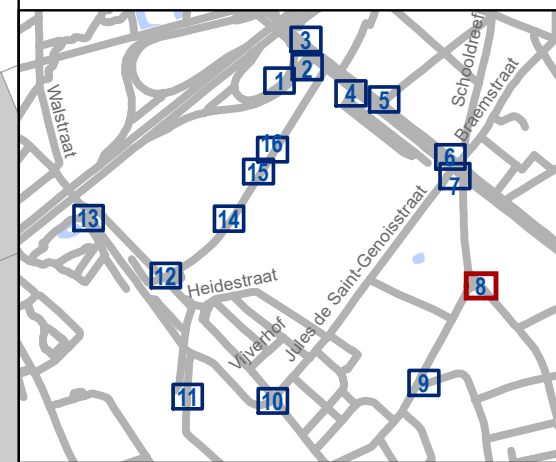 3
2
1
4
5
Schooldreef
Braemstraat
Walstraat
16
15
6
7
14
13
12
Heidestraat
Jules de Saint-Genoisstraat
8
Vijverhof
9
11
10